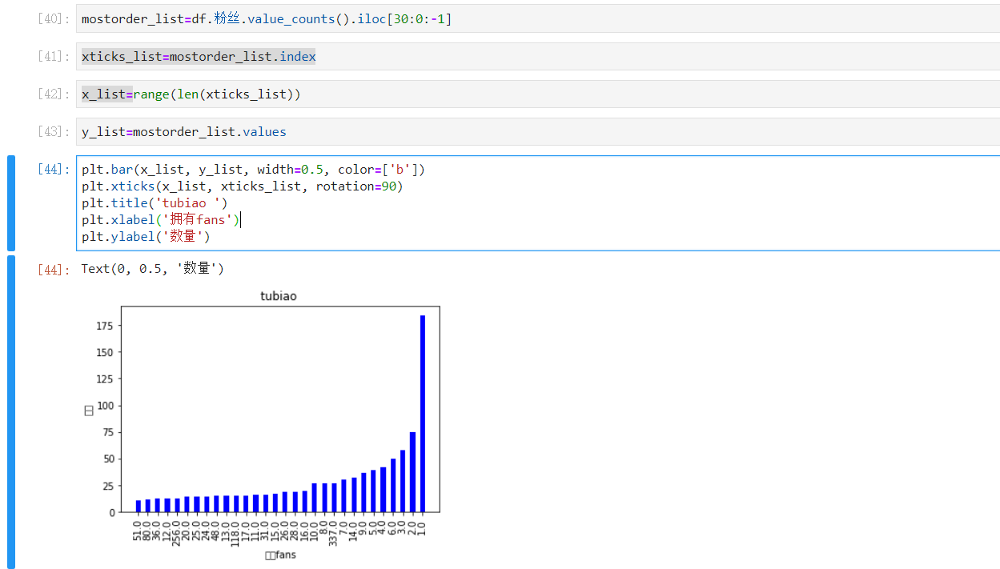 [40]: mostorder_list=df.粉丝.value_counts().iloc[30:0:-1]
[41]: xticks_list=mostorder_list.index
[42]: x_list=range(len(xticks_list))
[43]: y_list=mostorder_list.values
[44]: plt.bar(x_list, y_list, width=0.5, color=['b'])
plt.xticks(x_list, xticks_list, rotation=90)
plt.title('tubiao ')
plt.xlabel('拥有fans')
plt.ylabel('数量')
[44]: Text(0, 0.5, '数量')
tubiao
175
150
125
100
75
50
25
0
51.0 80.0 36.0 12.0 256.0 20.0 25.0 24.0 48.0 13.0 118.0 17.0 11.0 31.0 15.0 26.0 28.0 16.0 10.0 8.0 337.0 7.0 14.0 9.0 5.0 4.0 6.0 3.0 2.0 1.0
□□fans